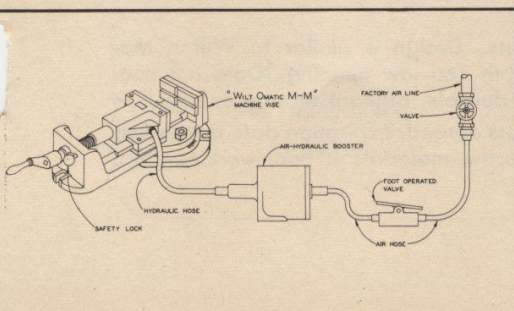 "WILT OMATIC M-M"
MACHINE VISE
FACTORY AIR LINE
VALVE
AIR-HYDRAULIC BOOSTER
FOOT OPERATED
VALVE
HYDRAULIC HOSE
SAFETY LOCK
AIR HOSE